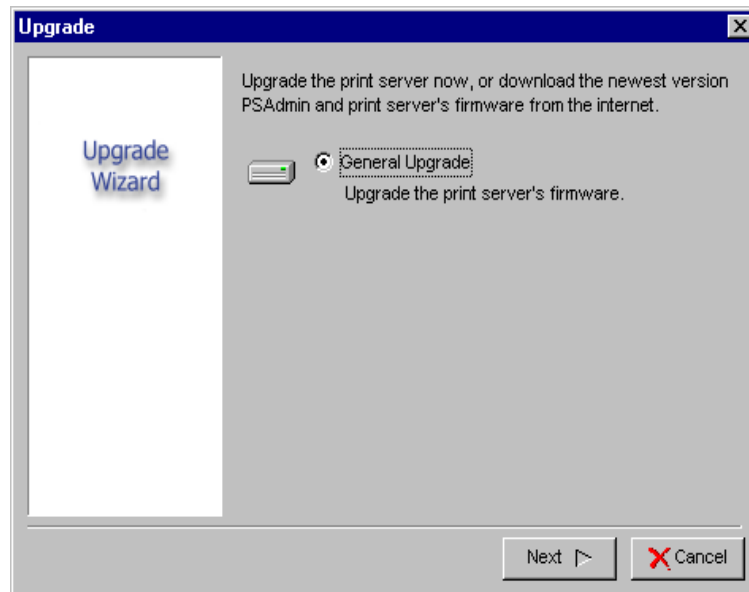 Upgrade
Upgrade the print server now, or download the newest version
PSAdmin and print server's firmware from the internet.
Upgrade
Wizard
General Upgrade
Upgrade the print server's firmware.
Next
Cancel